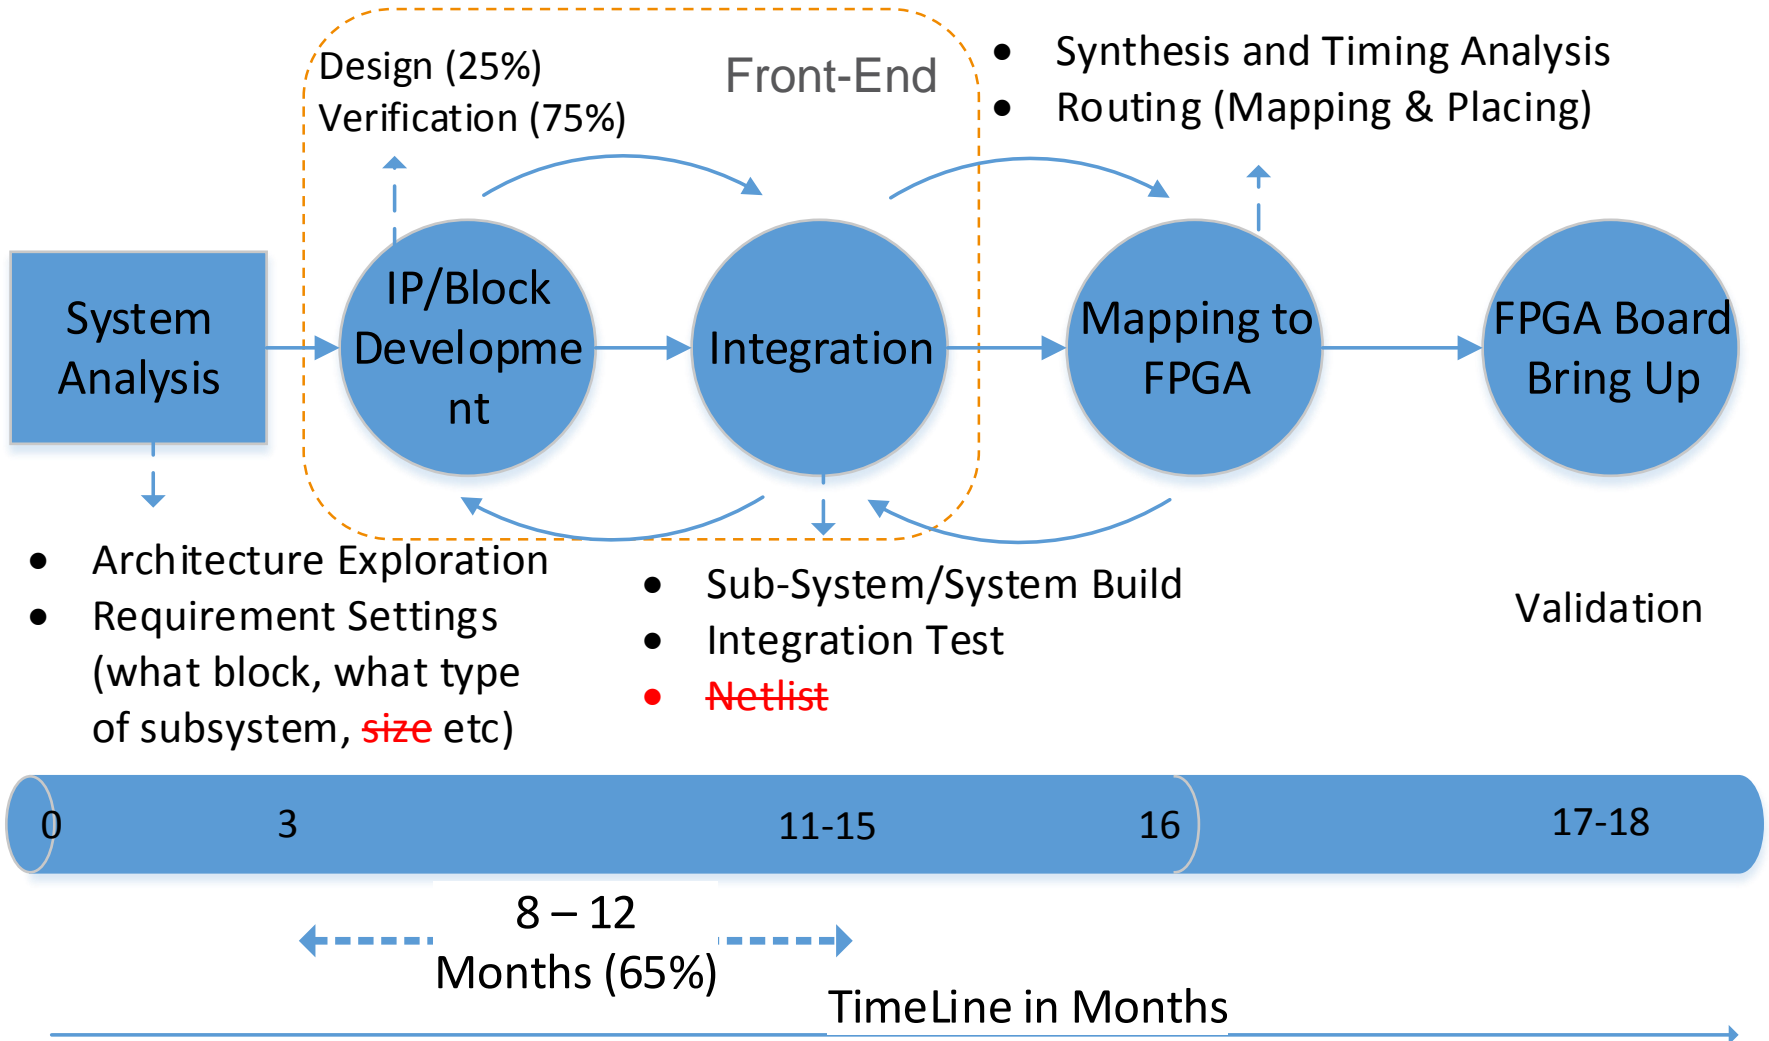 Design (25%)
Verification (75%)
Front-End
• Synthesis and Timing Analysis
• Routing (Mapping & Placing)
System
Analysis
IP/Block
Developme
nt
Integration
Mapping to
FPGA
FPGA Board
Bring Up
• Architecture Exploration
• Requirement Settings
(what block, what type
of subsystem, size etc)
• Sub-System/System Build
• Integration Test
• Netlist
Validation
0
3
11-15
16
17-18
8 – 12
Months (65%)
TimeLine in Months